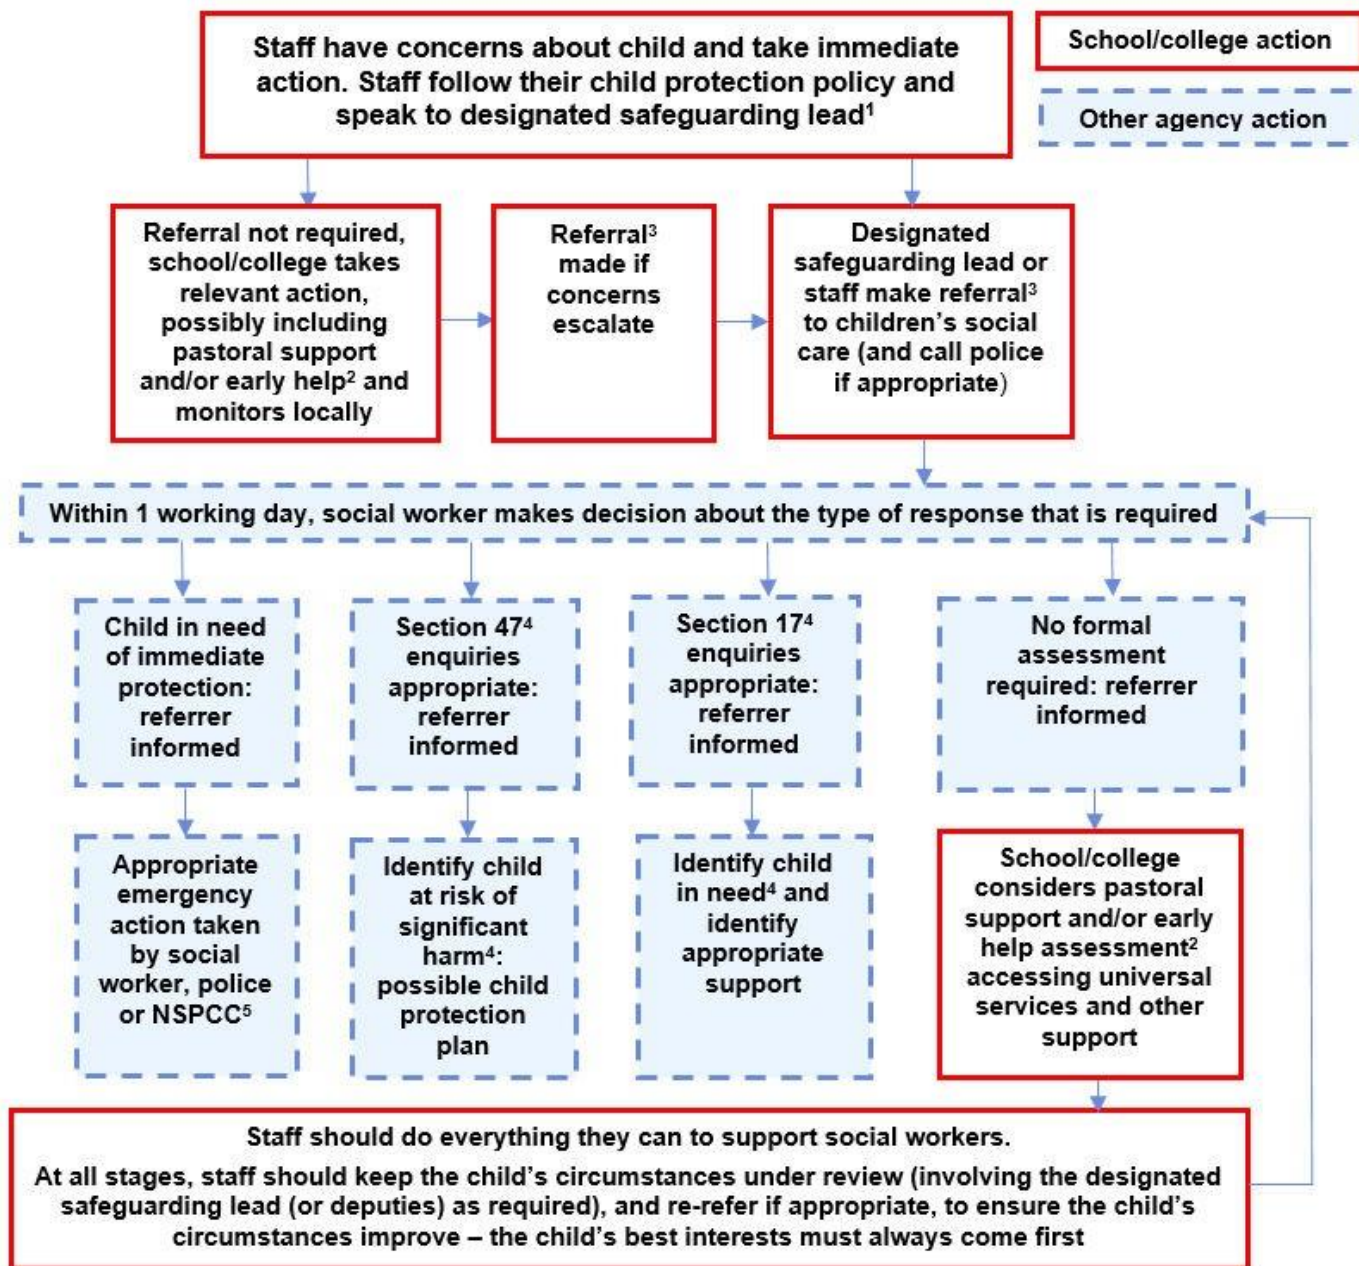 Staff have concerns about child and take immediate
action. Staff follow their child protection policy and
speak to designated safeguarding lead¹
School/college action
Other agency action
Referral not required,
school/college takes
relevant action,
possibly including
pastoral support
and/or early help² and
monitors locally
Referral³
made if
concerns
escalate
Designated
safeguarding lead or
staff make referral³
to children’s social
care (and call police
if appropriate)
Within 1 working day, social worker makes decision about the type of response that is required
Child in need
of immediate
protection:
referrer
informed
Section 47⁴
enquiries
appropriate:
referrer
informed
Section 17⁴
enquiries
appropriate:
referrer
informed
No formal
assessment
required: referrer
informed
Appropriate
emergency
action taken
by social
worker, police
or NSPCC⁵
Identify child
at risk of
significant
harm⁴:
possible child
protection
plan
Identify child
in need⁴ and
identify
appropriate
support
School/college
considers pastoral
support and/or early
help assessment²
accessing universal
services and other
support
Staff should do everything they can to support social workers.
At all stages, staff should keep the child’s circumstances under review (involving the designated
safeguarding lead (or deputies) as required), and re-refer if appropriate, to ensure the child’s
circumstances improve – the child’s best interests must always come first